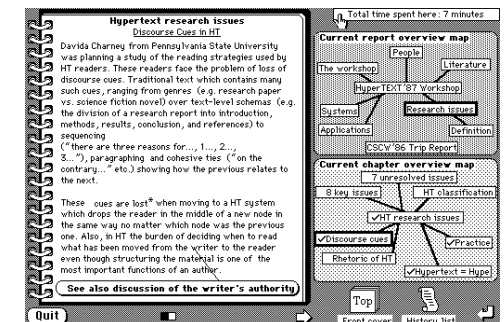 Hypertext research issues
Discourse Cues in HT
Davida Charney from Pennsylvania State University
was planning a study of the reading strategies used by
HT readers. These readers face the problem of loss of
discourse cues. Traditional text which contains many
such cues, ranging from genres (e.g. research paper
vs. science fiction novel) over text-level schemas (e.g.
the division of a research report into introduction,
methods, results, conclusion, and references) to
sequencing
("there are three reasons for..., 1..., 2...,
3..."), paragraphing and cohesive ties ("on the
contrary..." etc.) showing how the previous relates to
the next.
These cues are lost* when moving to a HT system
which drops the reader in the middle of a new node in
the same way no matter which node was the previous
one. Also, in HT the burden of deciding when to read
what has been moved from the writer to the reader
even though structuring the material is one of the
most important functions of an author.
See also discussion of the writer's authority
Quit
Total time spent here: 7 minutes
Current report overview map
People
The workshop
Literature
HyperTEXT'87 Workshop
Systems
Research issues
Applications
Definition
CSCW'86 Trip Report
Current chapter overview map
7 unresolved issues
8 key issues
HT classification
✓HT research issues
✓Discourse cues
✓Practice
Rhetoric of HT
✓Hypertext = Hype
Top
Front cover
History list